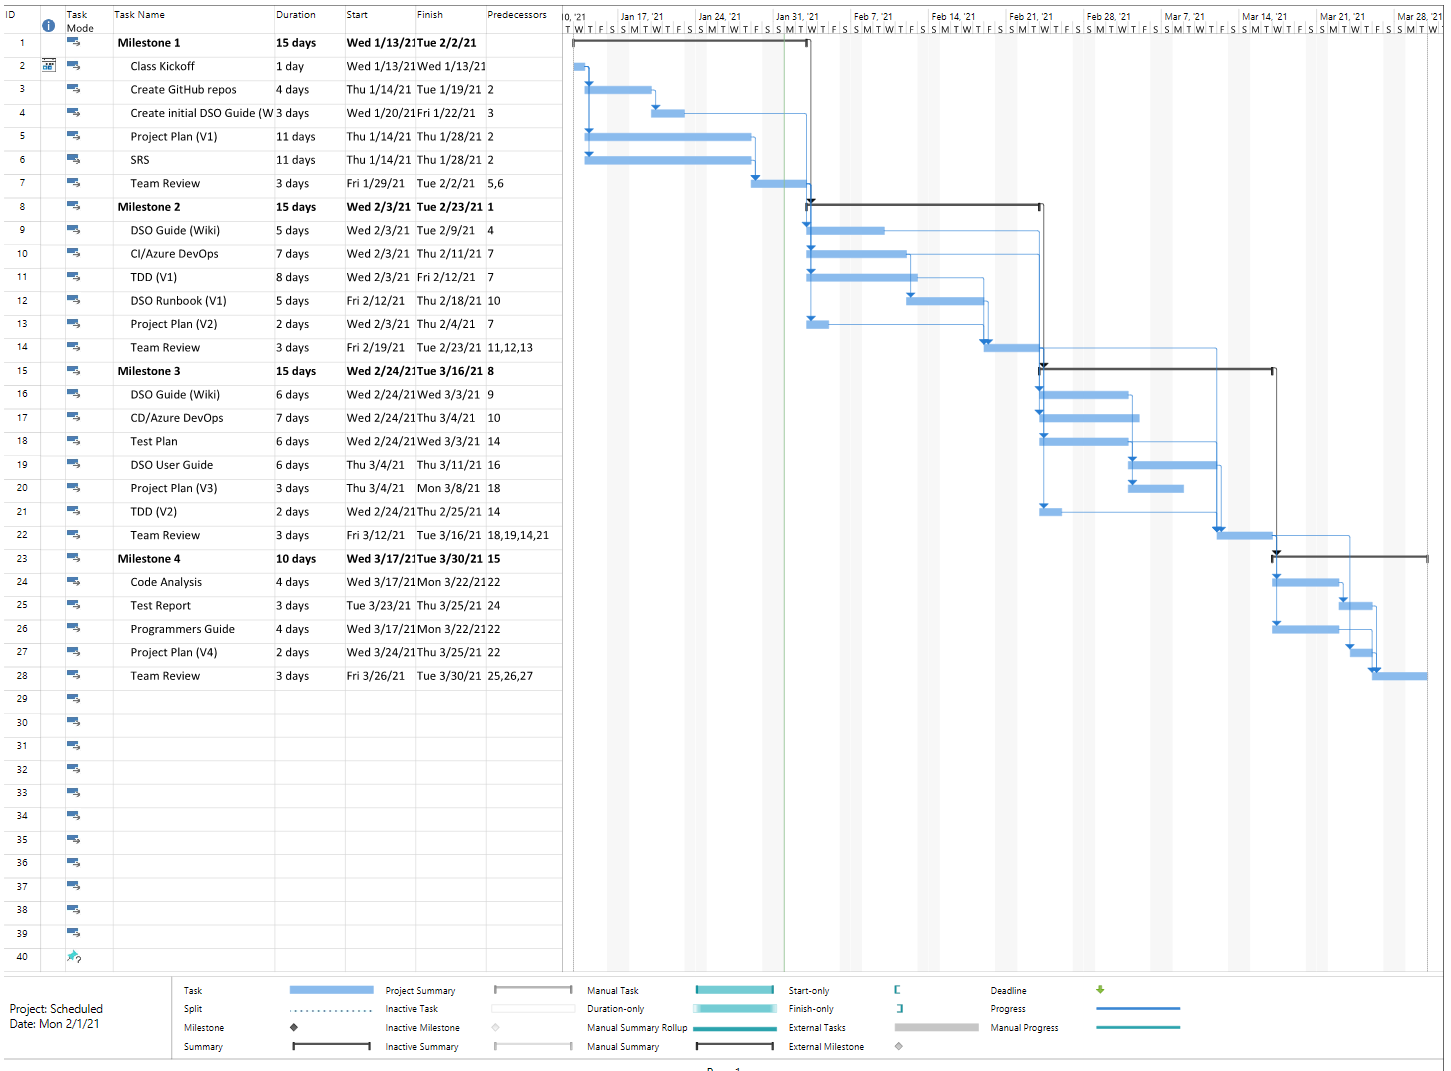 ID Task Mode Task Name Duration Start Finish Predecessors
10, '21 Jan 17, '21 Jan 24, '21 Jan 31, '21 Feb 7, '21 Feb 14, '21 Feb 21, '21 Feb 28, '21 Mar 7, '21 Mar 14, '21 Mar 21, '21 Mar 28, '21
T W T F S S M T W T F S S M T W T F S S M T W T F S S M T W T F S S M T W T F S S M T W T F S S M T W T F S S M T W T F S S M T W T F S S M T W T F S S M T W
1 Milestone 1 15 days Wed 1/13/21 Tue 2/2/21
2 Class Kickoff 1 day Wed 1/13/21 Wed 1/13/21
3 Create GitHub repos 4 days Thu 1/14/21 Tue 1/19/21 2
4 Create initial DSO Guide (W 3 days Wed 1/20/21 Fri 1/22/21 3
5 Project Plan (V1) 11 days Thu 1/14/21 Thu 1/28/21 2
6 SRS 11 days Thu 1/14/21 Thu 1/28/21 2
7 Team Review 3 days Fri 1/29/21 Tue 2/2/21 5,6
8 Milestone 2 15 days Wed 2/3/21 Tue 2/23/21 1
9 DSO Guide (Wiki) 5 days Wed 2/3/21 Tue 2/9/21 4
10 CI/Azure DevOps 7 days Wed 2/3/21 Thu 2/11/21 7
11 TDD (V1) 8 days Wed 2/3/21 Fri 2/12/21 7
12 DSO Runbook (V1) 5 days Fri 2/12/21 Thu 2/18/21 10
13 Project Plan (V2) 2 days Wed 2/3/21 Thu 2/4/21 7
14 Team Review 3 days Fri 2/19/21 Tue 2/23/21 11,12,13
15 Milestone 3 15 days Wed 2/24/21 Tue 3/16/21 8
16 DSO Guide (Wiki) 6 days Wed 2/24/21 Wed 3/3/21 9
17 CD/Azure DevOps 7 days Wed 2/24/21 Thu 3/4/21 10
18 Test Plan 6 days Wed 2/24/21 Wed 3/3/21 14
19 DSO User Guide 6 days Thu 3/4/21 Thu 3/11/21 16
20 Project Plan (V3) 3 days Thu 3/4/21 Mon 3/8/21 18
21 TDD (V2) 2 days Wed 2/24/21 Thu 2/25/21 14
22 Team Review 3 days Fri 3/12/21 Tue 3/16/21 18,19,14,21
23 Milestone 4 10 days Wed 3/17/21 Tue 3/30/21 15
24 Code Analysis 4 days Wed 3/17/21 Mon 3/22/21 22
25 Test Report 3 days Tue 3/23/21 Thu 3/25/21 24
26 Programmers Guide 4 days Wed 3/17/21 Mon 3/22/21 22
27 Project Plan (V4) 2 days Wed 3/24/21 Thu 3/25/21 22
28 Team Review 3 days Fri 3/26/21 Tue 3/30/21 25,26,27
29
30
31
32
33
34
35
36
37
38
39
40 ?
Project: Scheduled
Date: Mon 2/1/21
Task Project Summary Manual Task Start-only Deadline
Split Inactive Task Duration-only Finish-only Progress
Milestone Inactive Milestone Manual Summary Rollup External Tasks Manual Progress
Summary Inactive Summary Manual Summary External Milestone